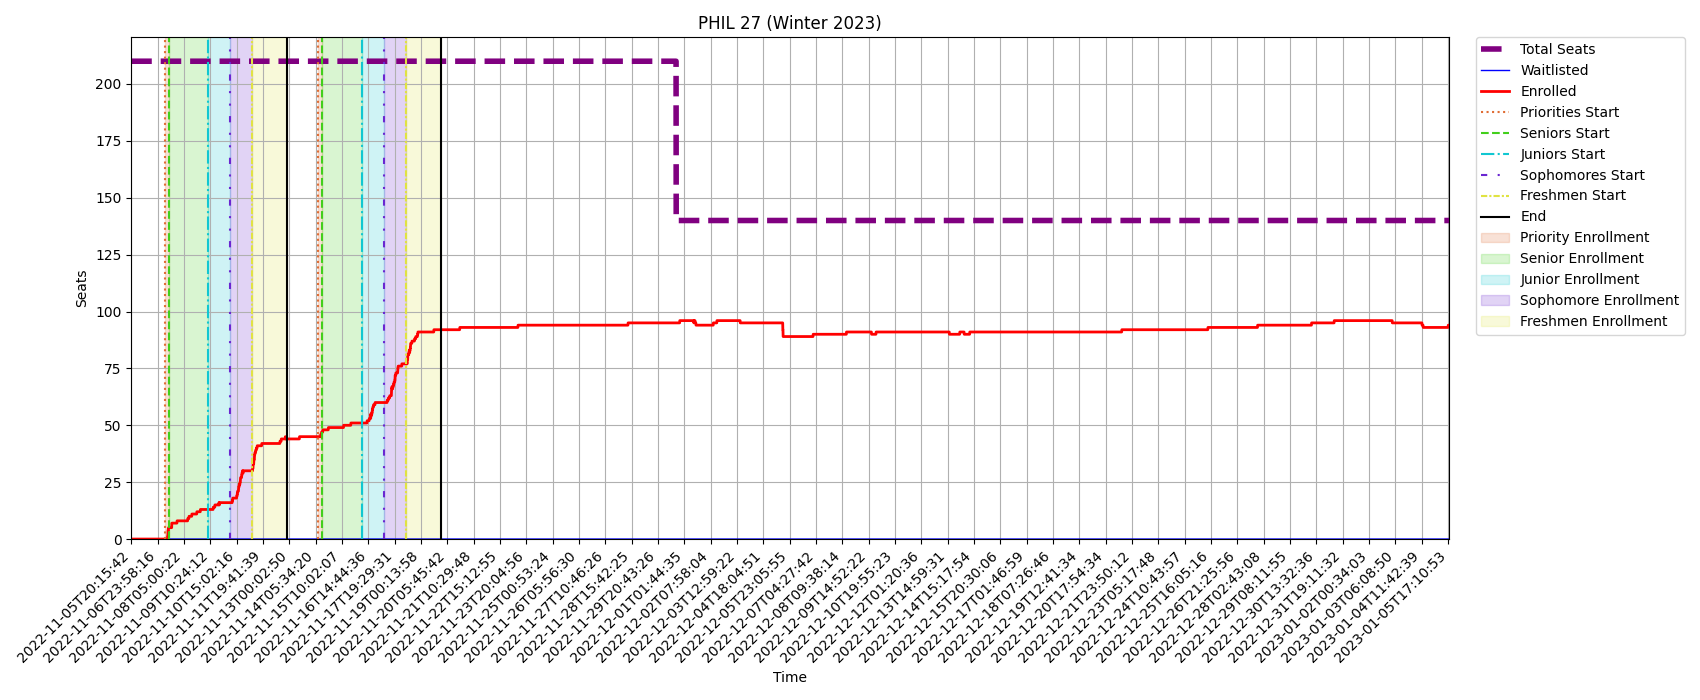 PHIL 27 (Winter 2023)
Seats
200
175
150
125
100
75
50
25
0
2022-11-05T20:15:42
2022-11-06T23:58:16
2022-11-08T05:00:22
2022-11-09T10:24:12
2022-11-10T15:02:16
2022-11-11T19:41:39
2022-11-13T00:02:50
2022-11-14T05:34:20
2022-11-15T10:02:07
2022-11-16T14:44:36
2022-11-17T19:29:31
2022-11-19T00:13:58
2022-11-20T05:45:42
2022-11-21T10:29:48
2022-11-22T15:12:55
2022-11-23T20:04:56
2022-11-25T00:53:24
2022-11-26T05:56:30
2022-11-27T10:46:26
2022-11-28T15:42:25
2022-11-29T20:43:26
2022-12-01T01:44:35
2022-12-02T07:58:04
2022-12-03T12:59:22
2022-12-04T18:04:51
2022-12-05T23:05:55
2022-12-07T04:27:42
2022-12-08T09:38:14
2022-12-09T14:52:22
2022-12-10T19:55:23
2022-12-12T01:20:36
2022-12-13T14:59:31
2022-12-14T15:17:54
2022-12-15T20:30:06
2022-12-17T01:46:59
2022-12-18T07:26:46
2022-12-19T12:41:34
2022-12-20T17:54:34
2022-12-21T23:50:12
2022-12-23T05:17:48
2022-12-24T10:43:57
2022-12-25T16:05:16
2022-12-26T21:25:56
2022-12-28T02:43:08
2022-12-29T08:11:55
2022-12-30T13:32:36
2022-12-31T19:11:32
2023-01-02T00:34:03
2023-01-03T06:08:50
2023-01-04T11:42:39
2023-01-05T17:10:53
Time
Total Seats
Waitlisted
Enrolled
Priorities Start
Seniors Start
Juniors Start
Sophomores Start
Freshmen Start
End
Priority Enrollment
Senior Enrollment
Junior Enrollment
Sophomore Enrollment
Freshmen Enrollment